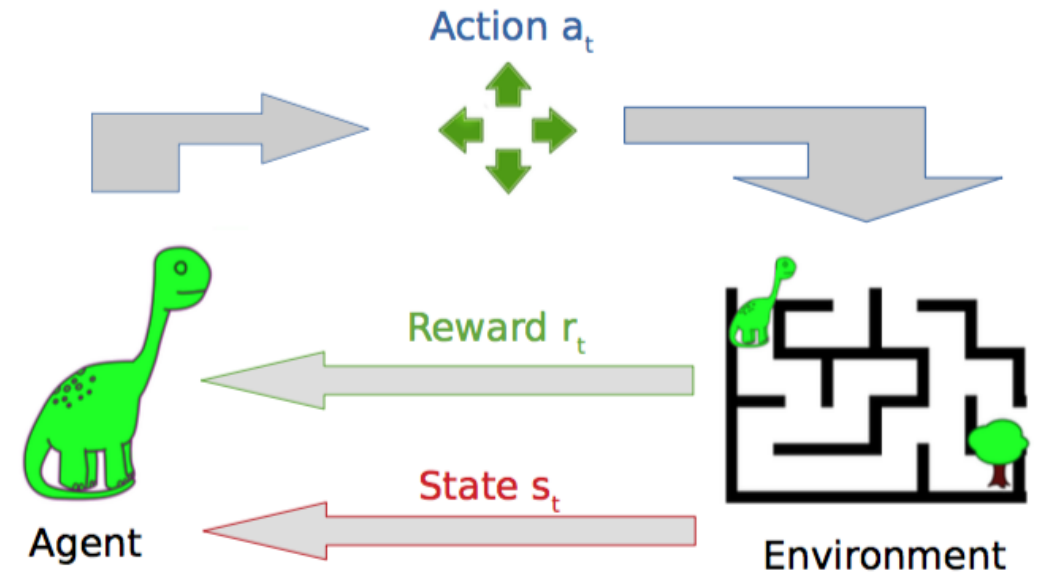 Action a_t
Reward r_t
State s_t
Agent
Environment